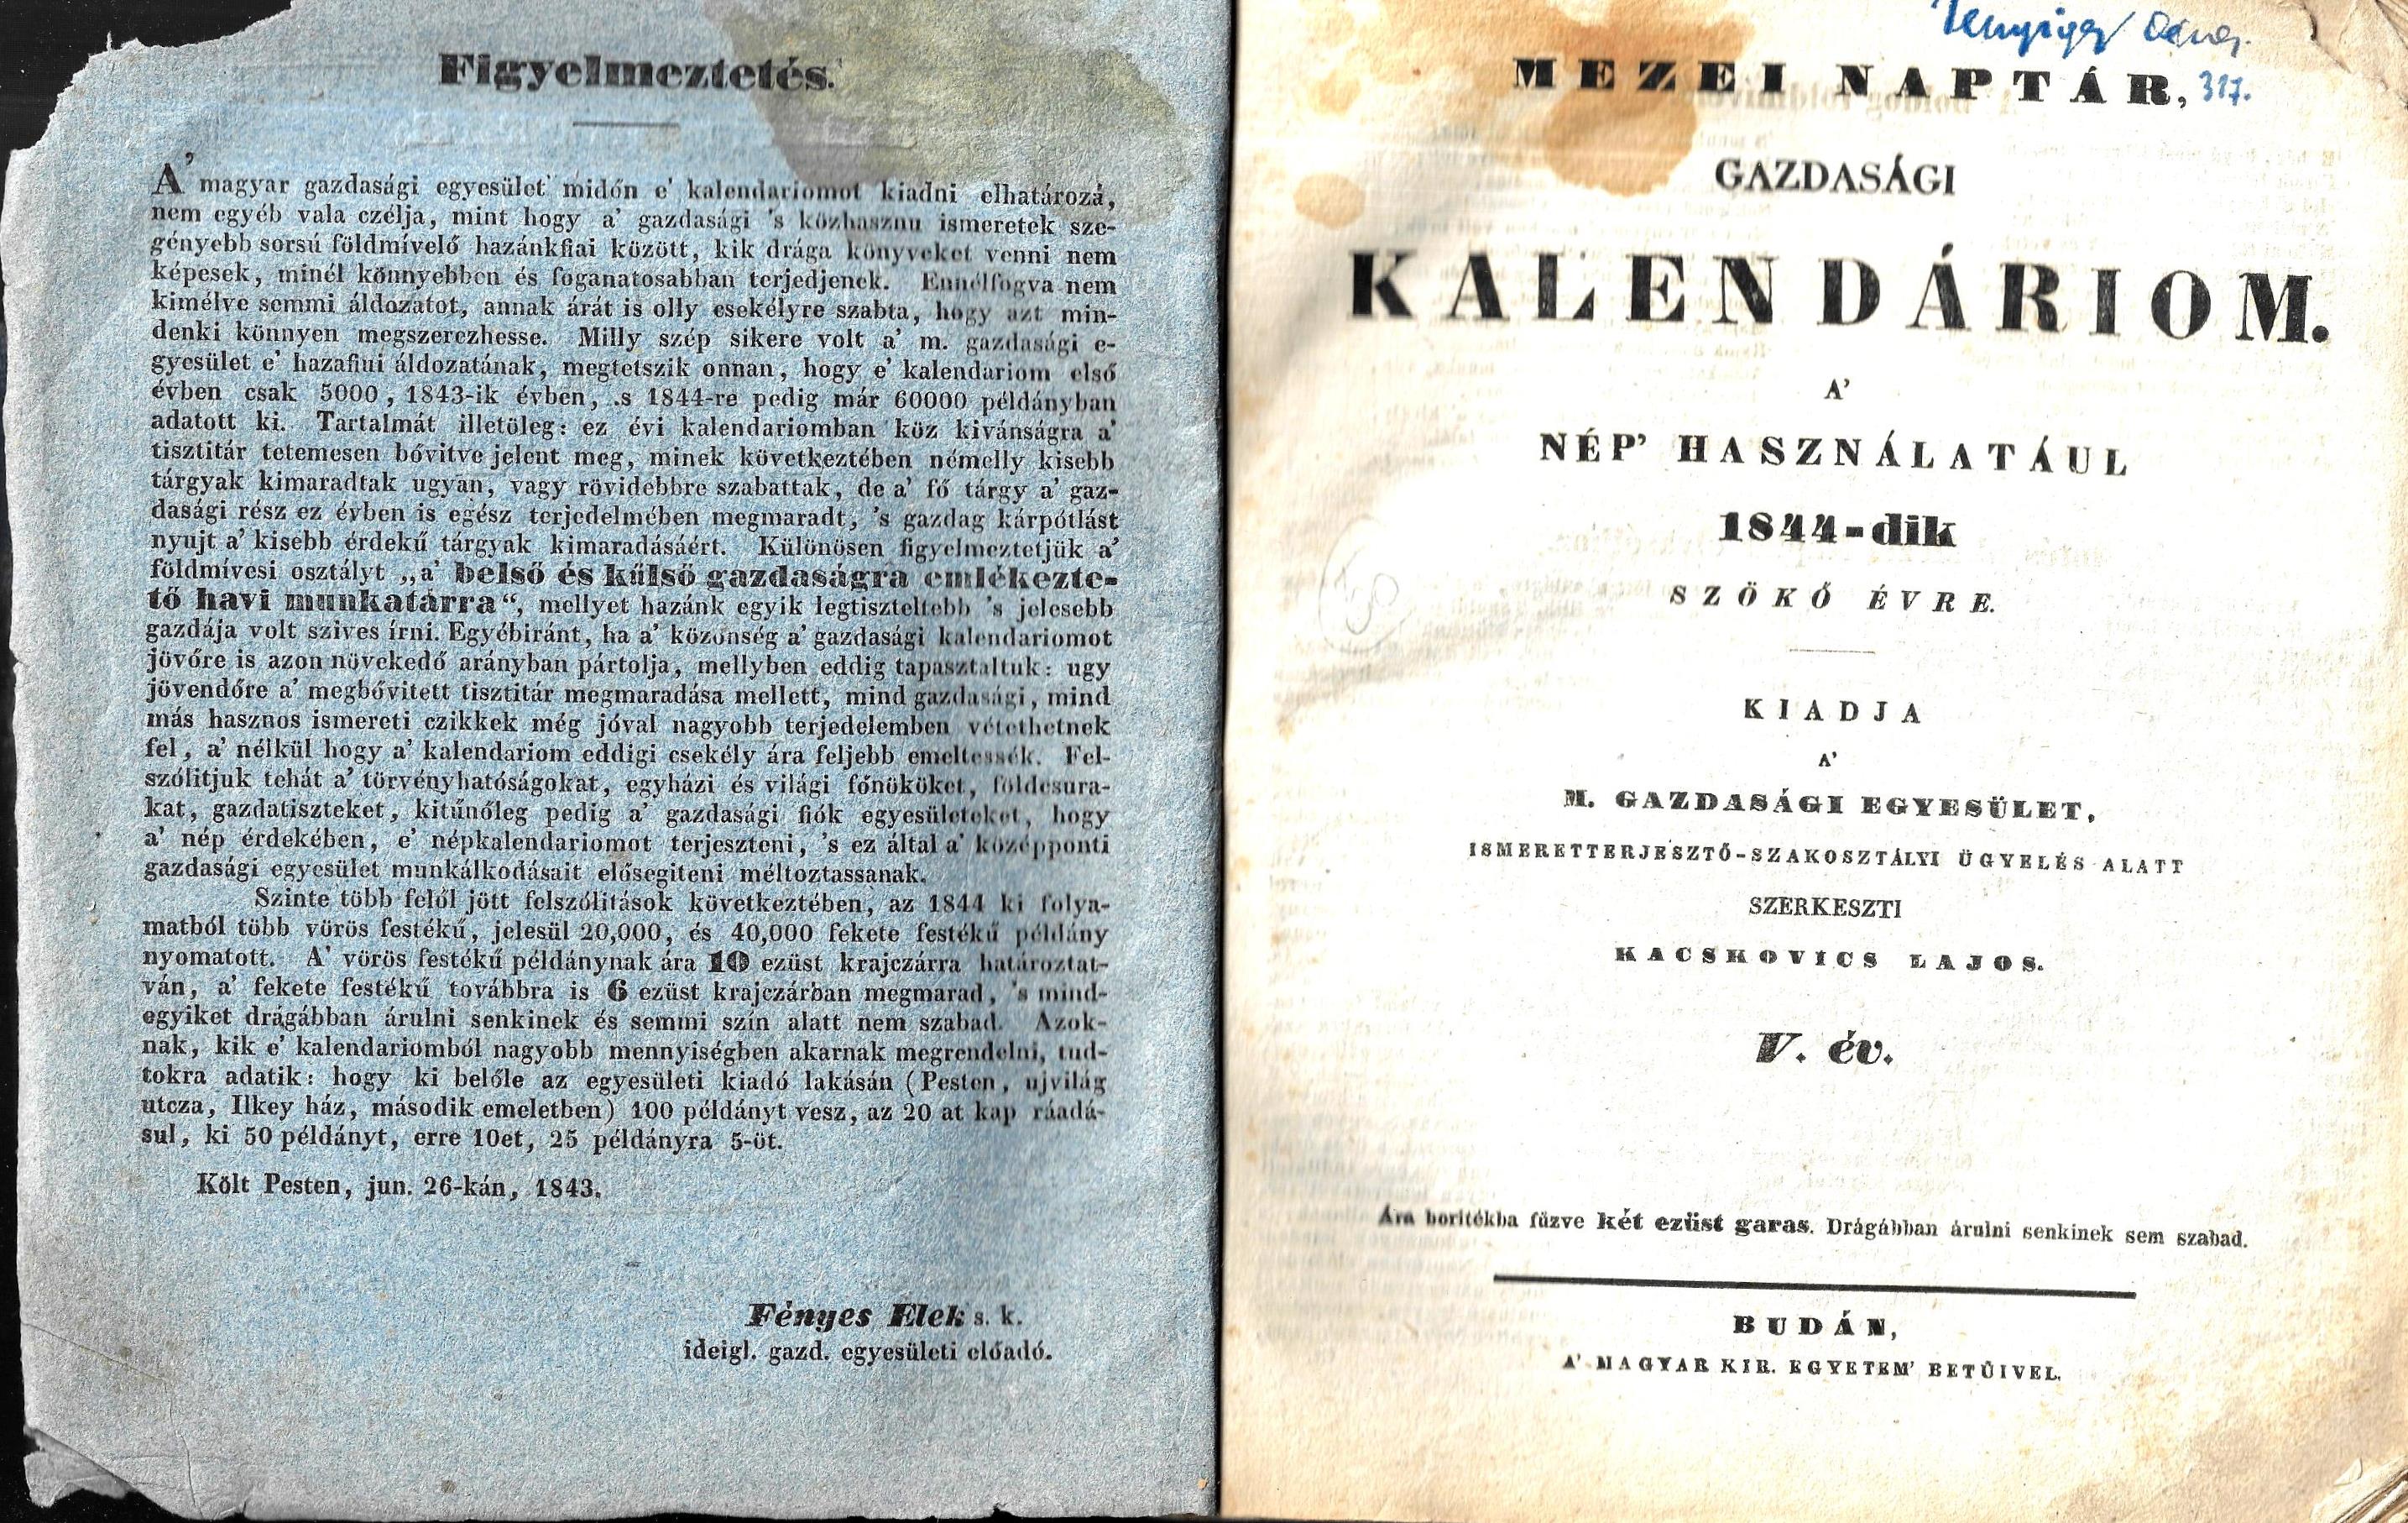 Figyelmeztetés.
A' magyar gazdasági egyesület' midőn e' kalendariomot kiadni elhatározá,
nem egyéb vala czélja, mint hogy a' gazdasági 's közhasznu ismeretek sze-
gényebb sorsú földmívelő hazánkfiai között, kik drága könyveket venni nem
képesek, minél könnyebben és foganatosabban terjedjenek. Ennélfogva nem
kimélve semmi áldozatot, annak árát is olly csekélyre szabta, hogy azt min-
denki könnyen megszerezhesse. Milly szép sikere volt a' m. gazdasági e-
gyesület e' hazafiui áldozatának, megtetszik onnan, hogy e' kalendariom első
évben csak 5000, 1843-ik évben, .s 1844-re pedig már 60000 példányban
adatott ki. Tartalmát illetőleg: ez évi kalendariomban köz kivánságra a'
tisztitár tetemesen bővitve jelent meg, minek következtében némelly kisebb
tárgyak kimaradtak ugyan, vagy rövidebbre szabattak, de a' fő tárgy a' gaz-
dasági rész ez évben is egész terjedelmében megmaradt, 's gazdag kárpótlást
nyujt a' kisebb érdekű tárgyak kimaradásáért. Különösen figyelmeztetjük a'
földmívesi osztályt „a' belső és külső gazdaságra emlékezte-
tő havi munkatárra“, mellyet hazánk egyik legtiszteltebb 's jelesebb
gazdája volt szives írni. Egyébiránt, ha a' közönség a' gazdasági kalendariomot
jövőre is azon növekedő arányban pártolja, mellyben eddig tapasztaltuk: ugy
jövendőre a' megbővitett tisztitár megmaradása mellett, mind gazdasági, mind
más hasznos ismereti czikkek még jóval nagyobb terjedelemben vétethetnek
fel, a' nélkül hogy a' kalendariom eddigi csekély ára feljebb emeltessék. Fel-
szólitjuk tehát a' törvényhatóságokat, egyházi és világi főnököket, földesura-
kat, gazdatiszteket, kitűnőleg pedig a' gazdasági fiók egyesületeket, hogy
a' nép érdekében, e' népkalendariomot terjeszteni, 's ez által a' középponti
gazdasági egyesület munkálkodásait elősegiteni méltoztassanak.
Szinte több felől jött felszólitások következtében, az 1844 ki folya-
matból több vörös festékű, jelesül 20,000, és 40,000 fekete festékű példány
nyomatott. A' vörös festékű példánynak ára 10 ezüst krajczárra határoztat-
ván, a' fekete festékű továbbra is 6 ezüst krajczárban megmarad, 's mind-
egyiket drágábban árulni senkinek és semmi szín alatt nem szabad. Azok-
nak, kik e' kalendariomból nagyobb mennyiségben akarnak megrendelni, tud-
tokra adatik: hogy ki belőle az egyesületi kiadó lakásán (Pesten, ujvilág
utcza, Ilkey ház, második emeletben) 100 példányt vesz, az 20 at kap ráadá-
sul, ki 50 példányt, erre 10et, 25 példányra 5-öt.
Költ Pesten, jun. 26-kán, 1843.
Fényes Elek s. k.
ideigl. gazd. egyesületi előadó.
MEZEI NAPTÁR,
317.
GAZDASÁGI
KALENDÁRIOM.
A'
NÉP' HASZNÁLATÁUL
1844-dik
SZÖKŐ ÉVRE.
KIADJA
A'
M. GAZDASÁGI EGYESÜLET,
ISMERETTERJESZTŐ-SZAKOSZTÁLYI ÜGYELÉS ALATT
SZERKESZTI
KACSKOVICS LAJOS.
V. év.
Ára boritékba füzve két ezüst garas. Drágábban árulni senkinek sem szabad.
BUDÁN,
A' MAGYAR KIR. EGYETEM' BETŰIVEL.